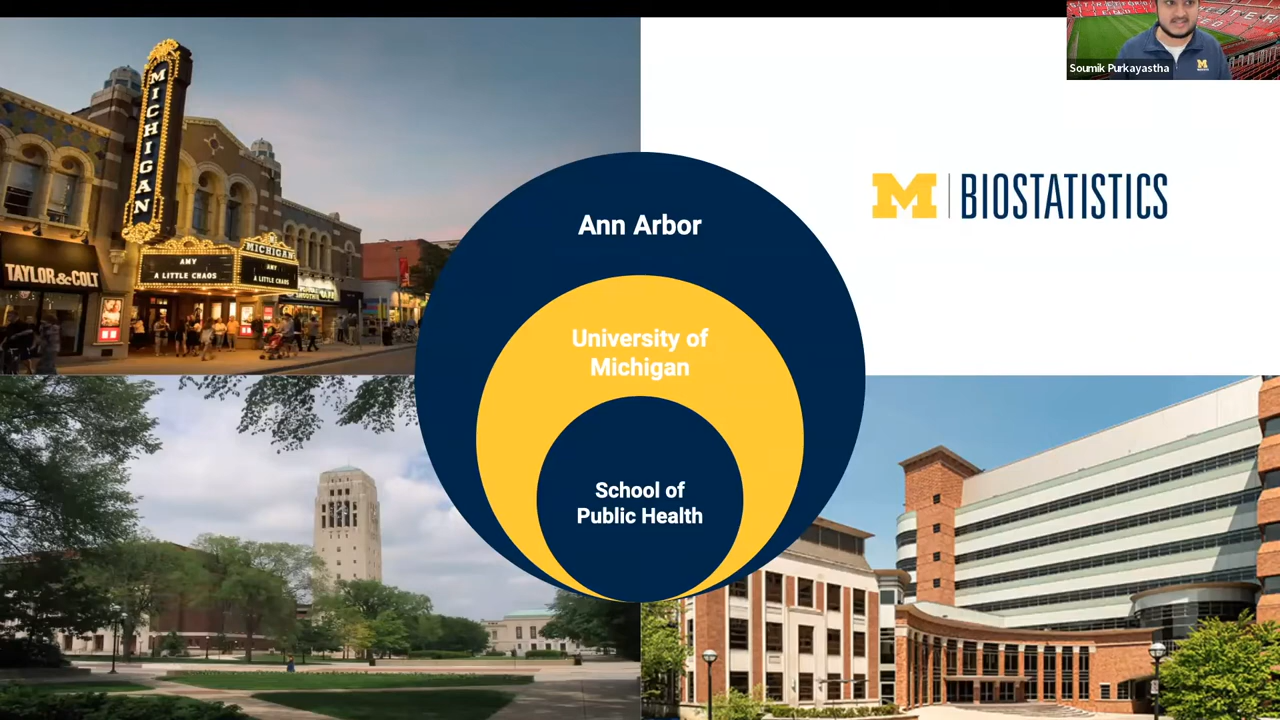 MICHIGAN
TAYLOR & COLT
AMY
A LITTLE CHAOS
MICHIGAN
AMY
A LITTLE CHAOS
Soumik Purkayastha
M
M BIOSTATISTICS
Ann Arbor
University of
Michigan
School of
Public Health